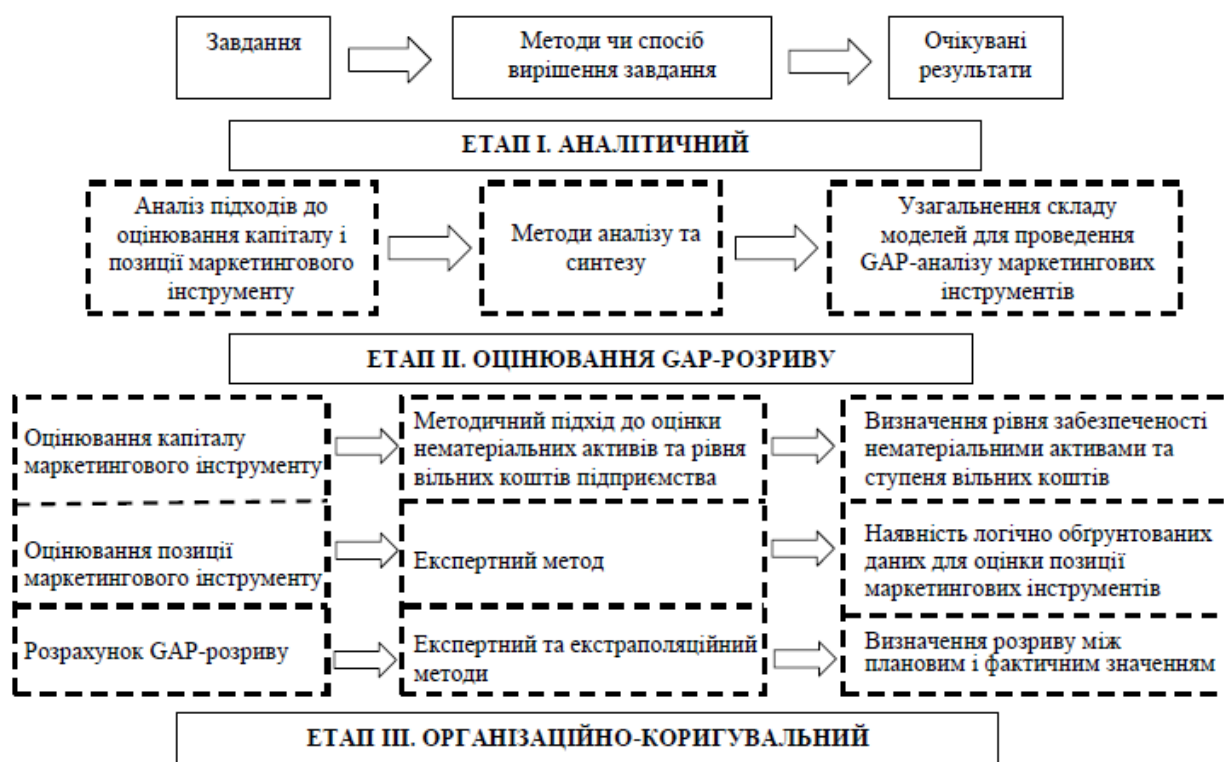 Завдання
Методи чи спосіб
вирішення завдання
Очікувані
результати
ЕТАП І. АНАЛІТИЧНИЙ
Аналіз підходів до
оцінювання капіталу і
позиції маркетингового
інструменту
Методи аналізу та
синтезу
Узагальнення складу
моделей для проведення
GAP-аналізу маркетингових
інструментів
ЕТАП ІІ. ОЦІНЮВАННЯ GAP-РОЗРИВУ
Оцінювання капіталу
маркетингового інструменту
Методичний підхід до оцінки
нематеріальних активів та рівня
вільних коштів підприємства
Визначення рівня забезпеченості
нематеріальними активами та
ступеня вільних коштів
Оцінювання позиції
маркетингового інструменту
Експертний метод
Наявність логічно обґрунтованих
даних для оцінки позиції
маркетингових інструментів
Розрахунок GAP-розриву
Експертний та екстраполяційний
методи
Визначення розриву між
плановим і фактичним значенням
ЕТАП ІІІ. ОРГАНІЗАЦІЙНО-КОРИГУВАЛЬНИЙ